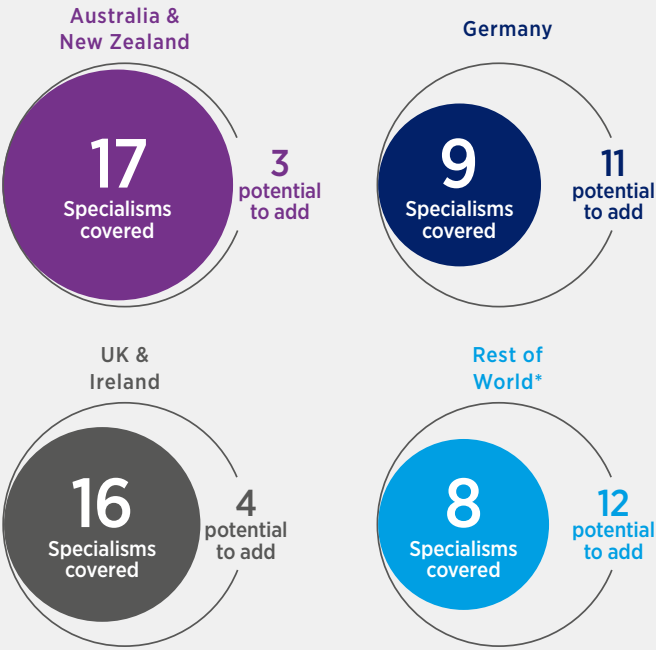 Australia &
New Zealand
17
Specialisms
covered
3
potential
to add
Germany
9
Specialisms
covered
11
potential
to add
UK &
Ireland
16
Specialisms
covered
4
potential
to add
Rest of
World*
8
Specialisms
covered
12
potential
to add